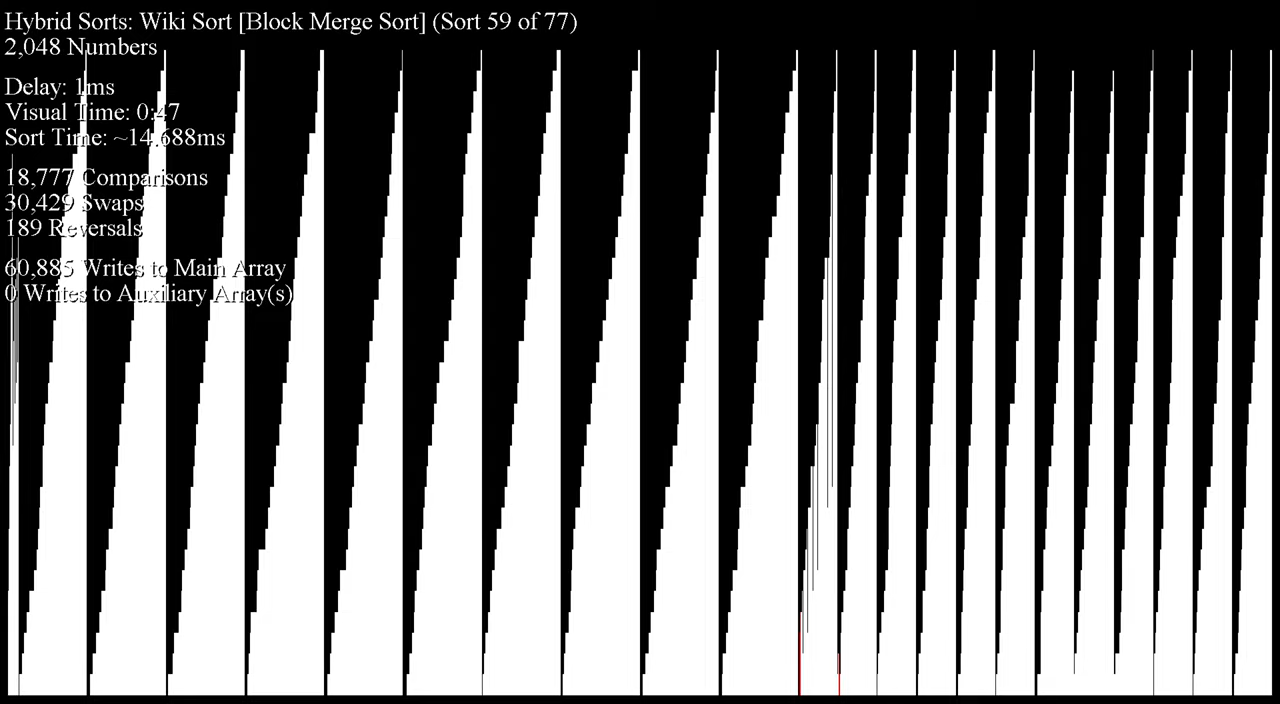 Hybrid Sorts: Wiki Sort [Block Merge Sort] (Sort 59 of 77)
2,048 Numbers
Delay: 1ms
Visual Time: 0:47
Sort Time: ~14.688ms
18,777 Comparisons
30,429 Swaps
189 Reversals
60,885 Writes to Main Array
0 Writes to Auxiliary Array(s)